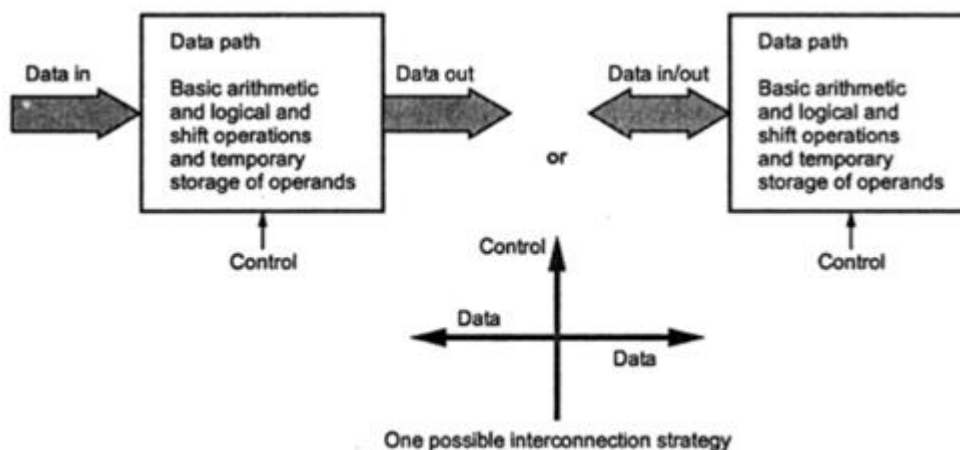 Data path
Data in
Data out
Basic arithmetic
and logical and
shift operations
and temporary
storage of operands
Control
or
Data path
Data in/out
Basic arithmetic
and logical and
shift operations
and temporary
storage of operands
Control
Control
Data
Data
One possible interconnection strategy